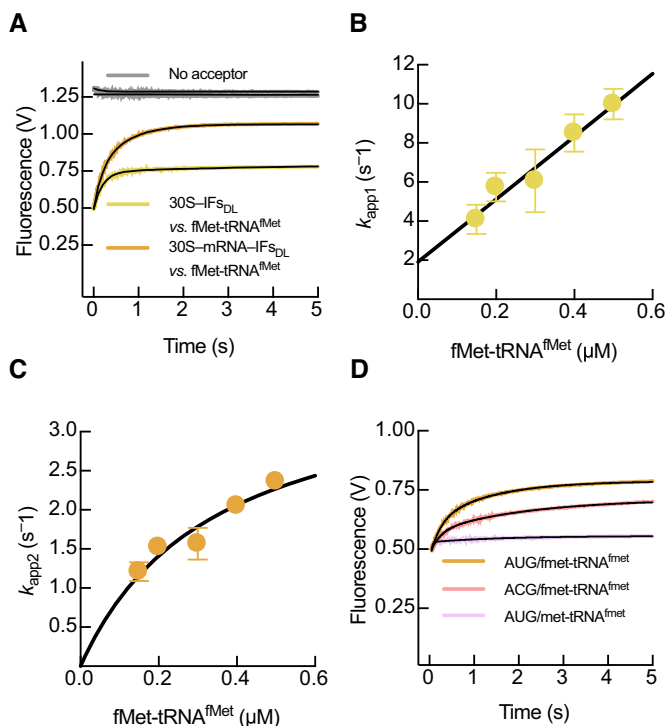 A
Fluorescence (V)
1.25
1.00
0.75
0.50
0.25
No acceptor
30S–IFsDL
vs. fMet-tRNAfMet
30S–mRNA–IFsDL
vs. fMet-tRNAfMet
0 1 2 3 4 5
Time (s)
B
kapp1 (s−1)
12
10
8
6
4
2
0.0 0.2 0.4 0.6
fMet-tRNAfMet (µM)
C
kapp2 (s−1)
3.0
2.5
2.0
1.5
1.0
0.5
0.0 0.2 0.4 0.6
fMet-tRNAfMet (µM)
D
Fluorescence (V)
1.00
0.75
0.50
0.25
AUG/fmet-tRNAfmet
ACG/fmet-tRNAfmet
AUG/met-tRNAfmet
0 1 2 3 4 5
Time (s)